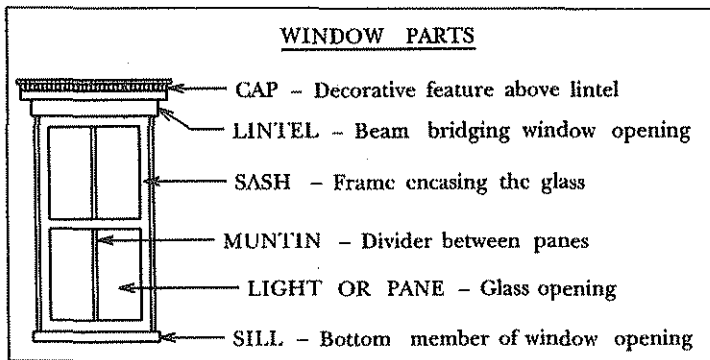 WINDOW PARTS
CAP – Decorative feature above lintel
LINTEL – Beam bridging window opening
SASH – Frame encasing the glass
MUNTIN – Divider between panes
LIGHT OR PANE – Glass opening
SILL – Bottom member of window opening